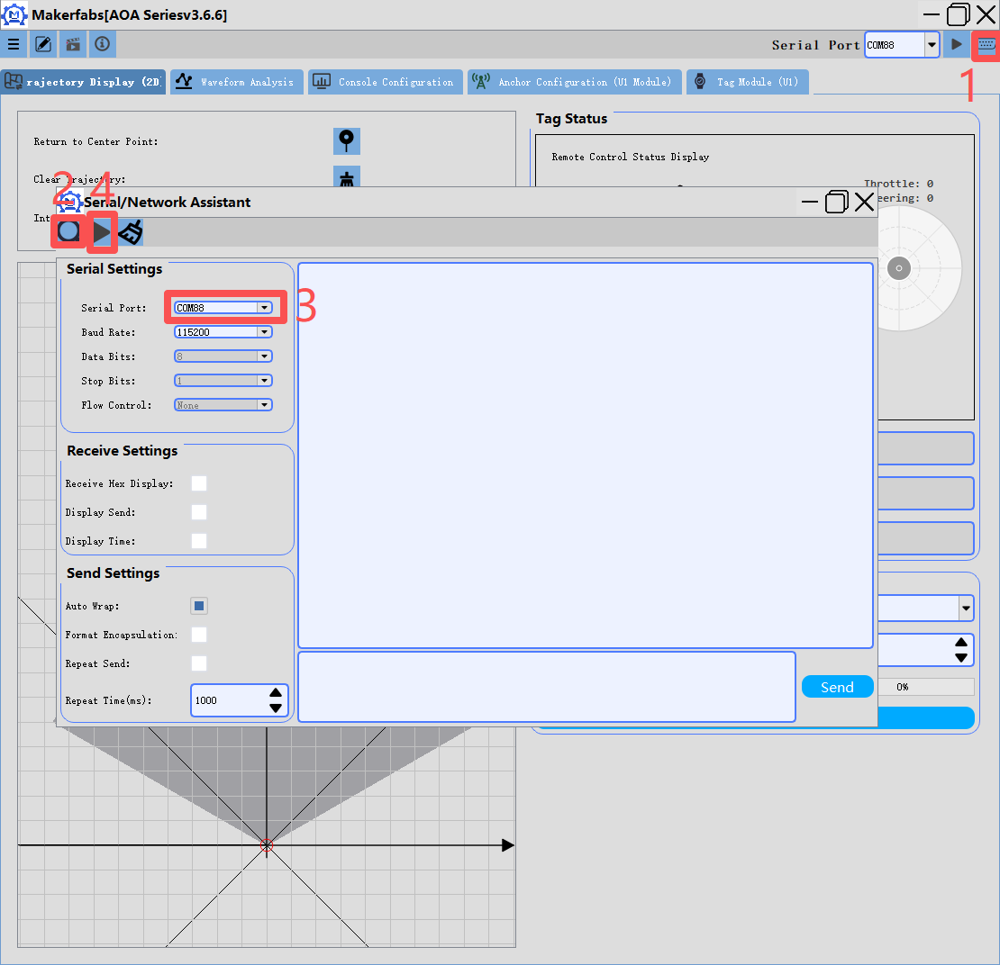 Makerfabs[AOA Seriesv3.6.6]
Serial Port COM88
1
rajectory Display (2D)
Waveform Analysis
Console Configuration
Anchor Configuration (U1 Module)
Tag Module (U1)
Return to Center Point:
Clear Trajectory:
Int
Tag Status
Remote Control Status Display
Throttle: 0
eering: 0
2 4
Serial/Network Assistant
Serial Settings
Serial Port: COM88
3
Baud Rate: 115200
Data Bits: 8
Stop Bits: 1
Flow Control: None
Receive Settings
Receive Hex Display:
Display Send:
Display Time:
Send Settings
Auto Wrap:
Format Encapsulation:
Repeat Send:
Repeat Time(ms): 1000
Send
0%